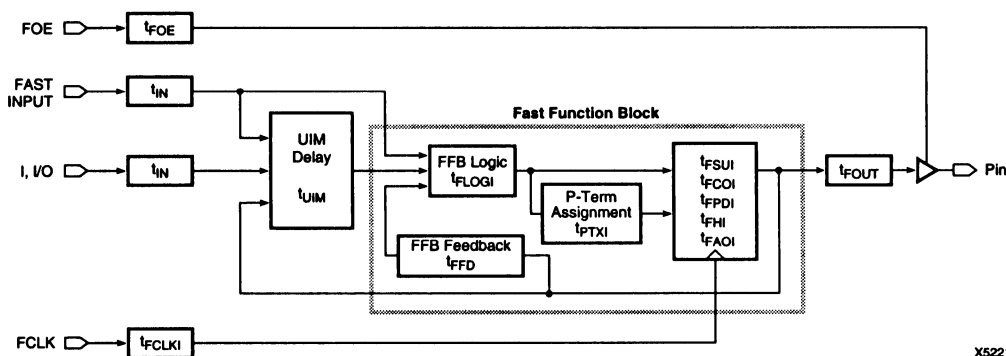 FOE
tFOE
FAST
INPUT
tIN
Fast Function Block
UIM
Delay
tUIM
FFB Logic
tFLOGI
I, I/O
tIN
P-Term
Assignment
tPTXI
tFSUI
tFCOI
tFPDI
tFHI
tFAOI
tFOUT
Pin
FFB Feedback
tFFD
FCLK
tFCLKI
X522